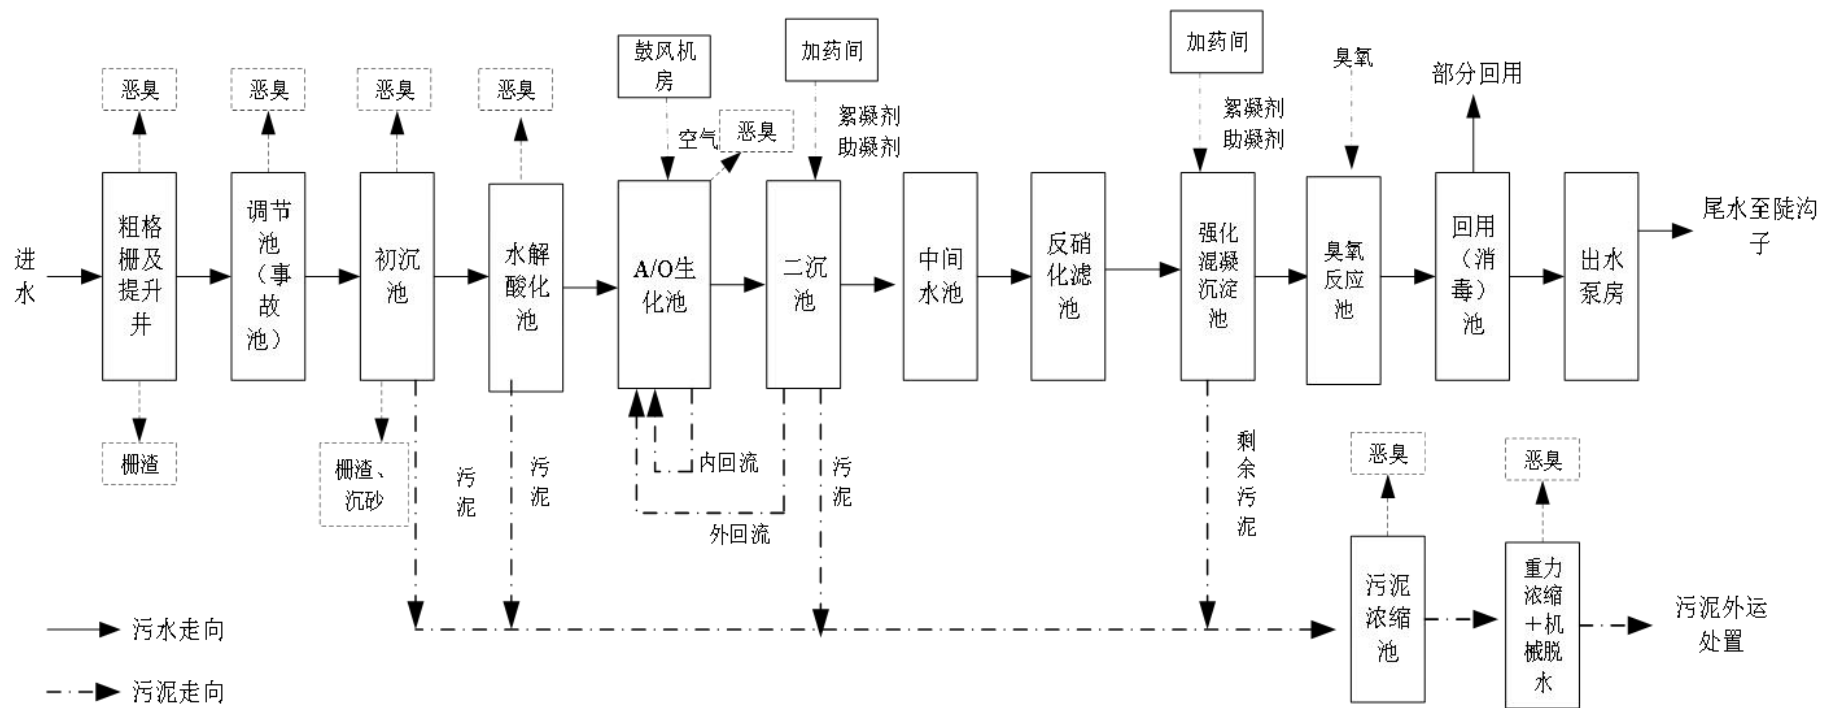 恶臭
恶臭
恶臭
恶臭
鼓风机
房
空气
恶臭
加药间
絮凝剂
助凝剂
加药间
絮凝剂
助凝剂
臭氧
部分回用
进
水
粗格
栅及
提升
井
调节
池
（事
故
池）
初沉
池
水解
酸化
池
A/O生
化池
二沉
池
中间
水池
反硝
化滤
池
强化
混凝
沉淀
池
臭氧
反应
池
回用
（消
毒）
池
出水
泵房
尾水至陡沟
子
栅渣
栅渣、
沉砂
污
泥
污
泥
内回流
外回流
污
泥
剩
余
污
泥
恶臭
恶臭
污泥
浓缩
池
重力
浓缩
＋机
械脱
水
污泥外运
处置
污水走向
污泥走向